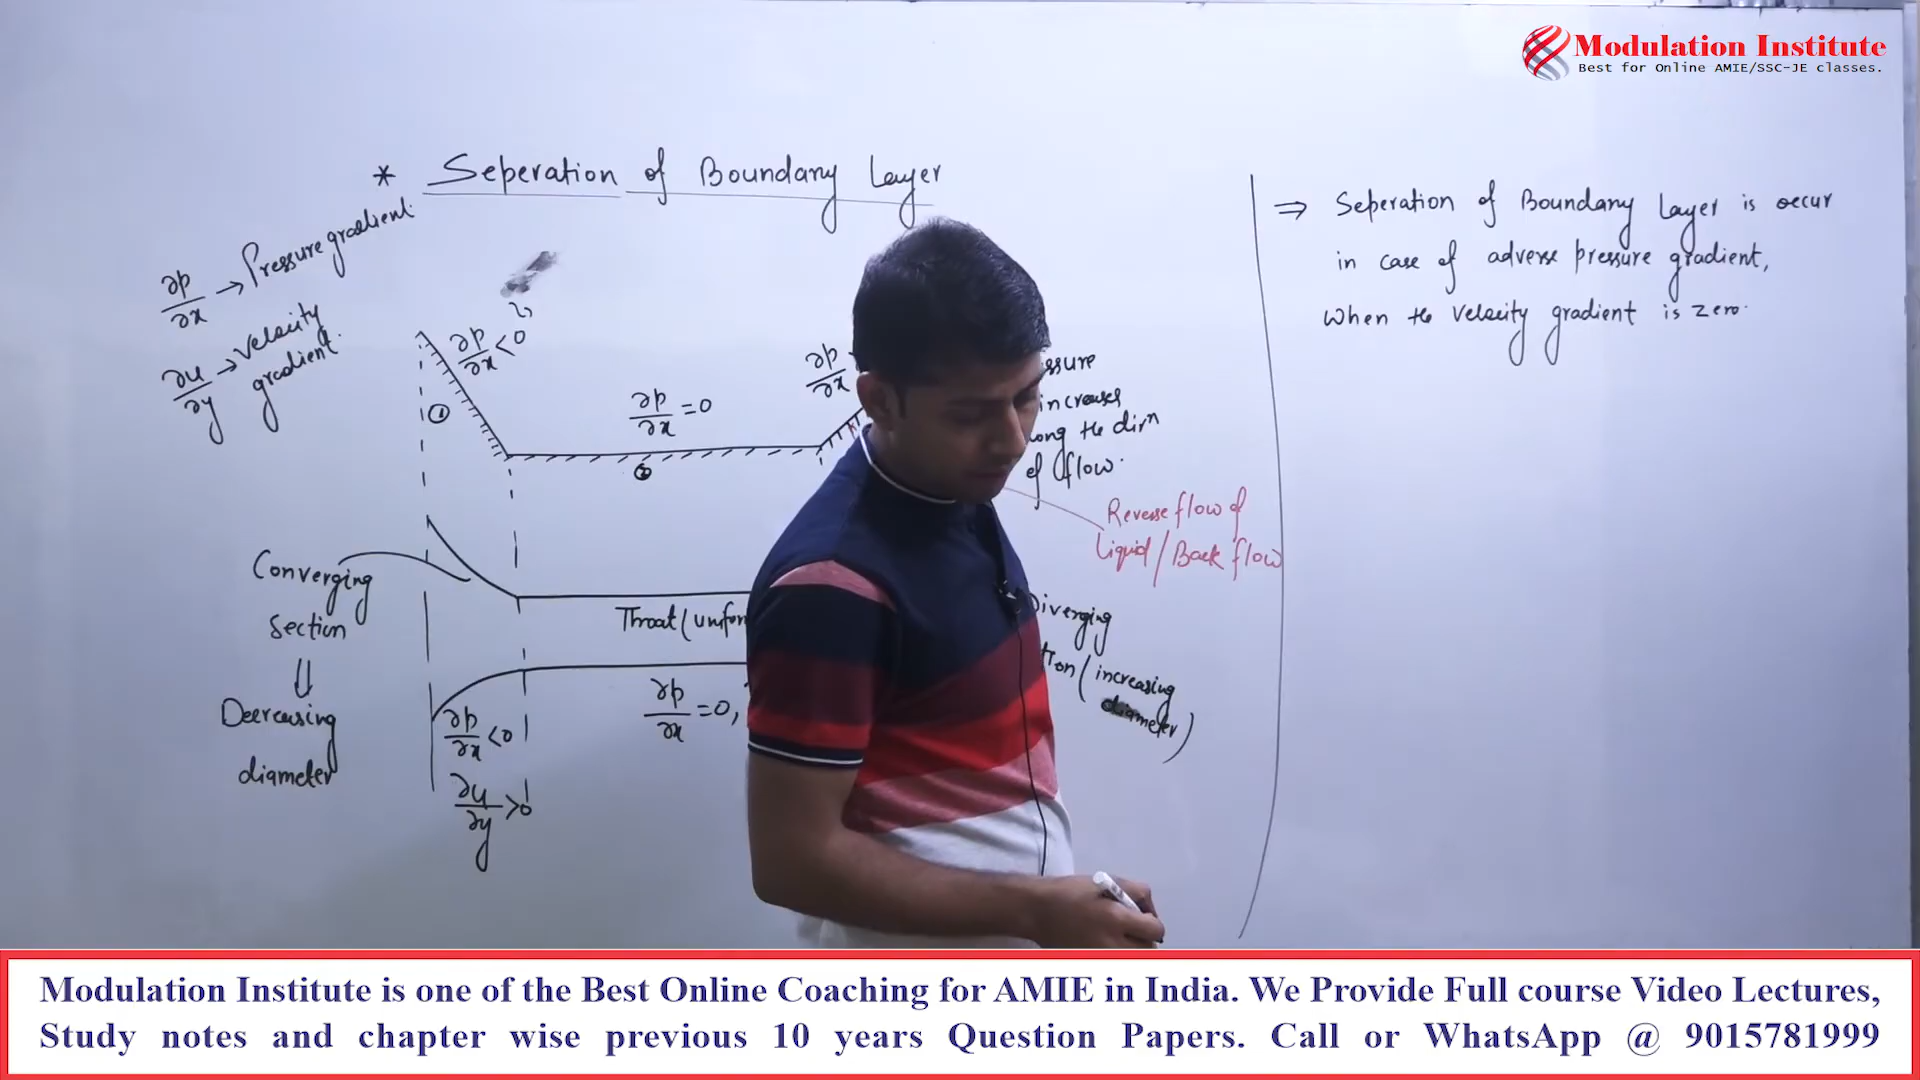 Modulation Institute
Best for Online AMIE/SSC-JE classes.
* Seperation of Boundary Layer
∂p/∂x → Pressure gradient
∂u/∂y → velocity
gradient
∂p/∂x < 0
①
∂p/∂x = 0
②
∂p/∂x
increases
the dirn
of flow.
Reverse flow of
Liquid / Back flow
Converging
Section
⇓
Decreasing
diameter
Throat (
Diverging
(increasing
diameter)
∂p/∂x < 0
∂u/∂y > 0
∂p/∂x = 0,
⇒ Seperation of Boundary Layer is occur
in case of adverse pressure gradient,
when the velocity gradient is zero.
Modulation Institute is one of the Best Online Coaching for AMIE in India. We Provide Full course Video Lectures,
Study notes and chapter wise previous 10 years Question Papers. Call or WhatsApp @ 9015781999